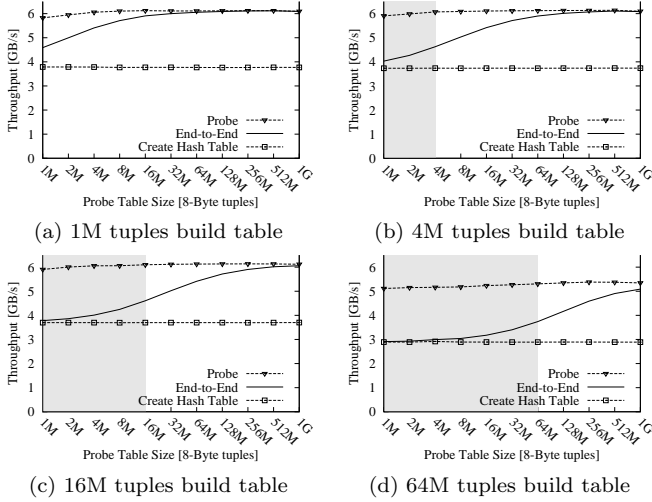 6
5
4
3
2
1
0
Throughput [GB/s]
Probe
End-to-End
Create Hash Table
1M 2M 4M 8M 16M 32M 64M 128M 256M 512M 1G
Probe Table Size [8-Byte tuples]
(a) 1M tuples build table
6
5
4
3
2
1
0
Throughput [GB/s]
Probe
End-to-End
Create Hash Table
1M 2M 4M 8M 16M 32M 64M 128M 256M 512M 1G
Probe Table Size [8-Byte tuples]
(b) 4M tuples build table
6
5
4
3
2
1
0
Throughput [GB/s]
Probe
End-to-End
Create Hash Table
1M 2M 4M 8M 16M 32M 64M 128M 256M 512M 1G
Probe Table Size [8-Byte tuples]
(c) 16M tuples build table
6
5
4
3
2
1
0
Throughput [GB/s]
Probe
End-to-End
Create Hash Table
1M 2M 4M 8M 16M 32M 64M 128M 256M 512M 1G
Probe Table Size [8-Byte tuples]
(d) 64M tuples build table